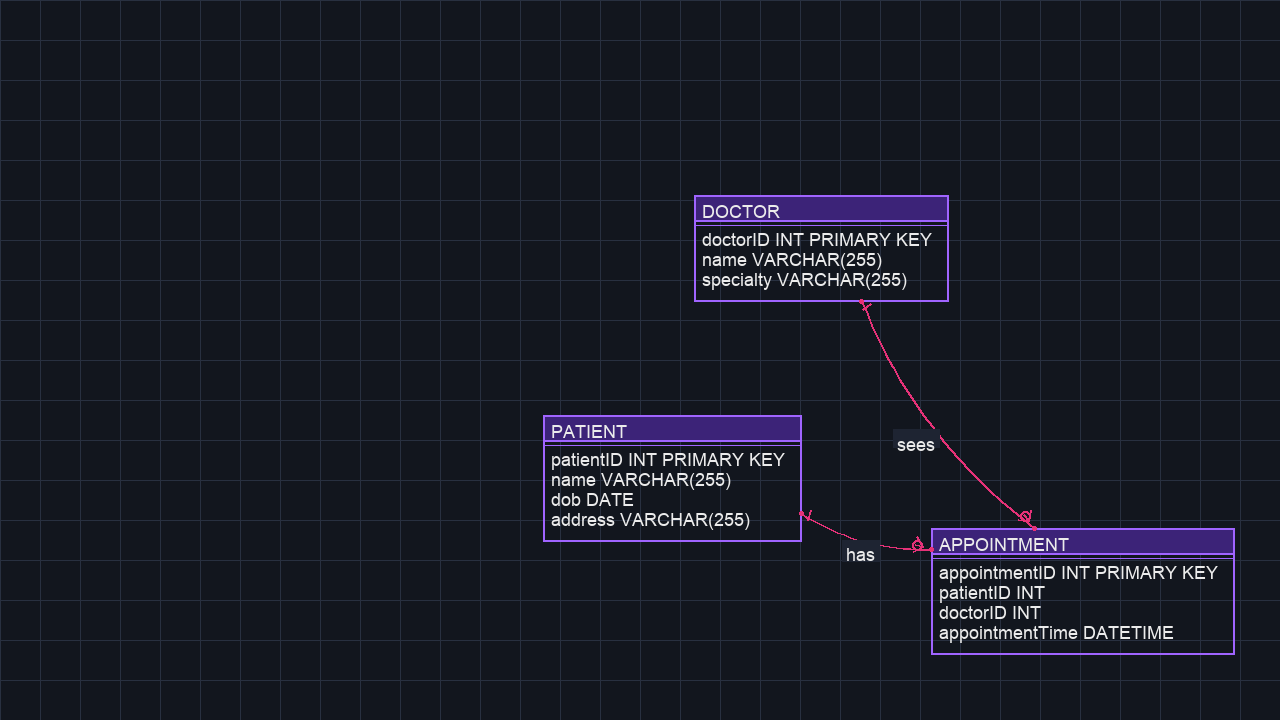 DOCTOR
doctorID INT PRIMARY KEY
name VARCHAR(255)
specialty VARCHAR(255)
sees
PATIENT
patientID INT PRIMARY KEY
name VARCHAR(255)
dob DATE
address VARCHAR(255)
has
APPOINTMENT
appointmentID INT PRIMARY KEY
patientID INT
doctorID INT
appointmentTime DATETIME